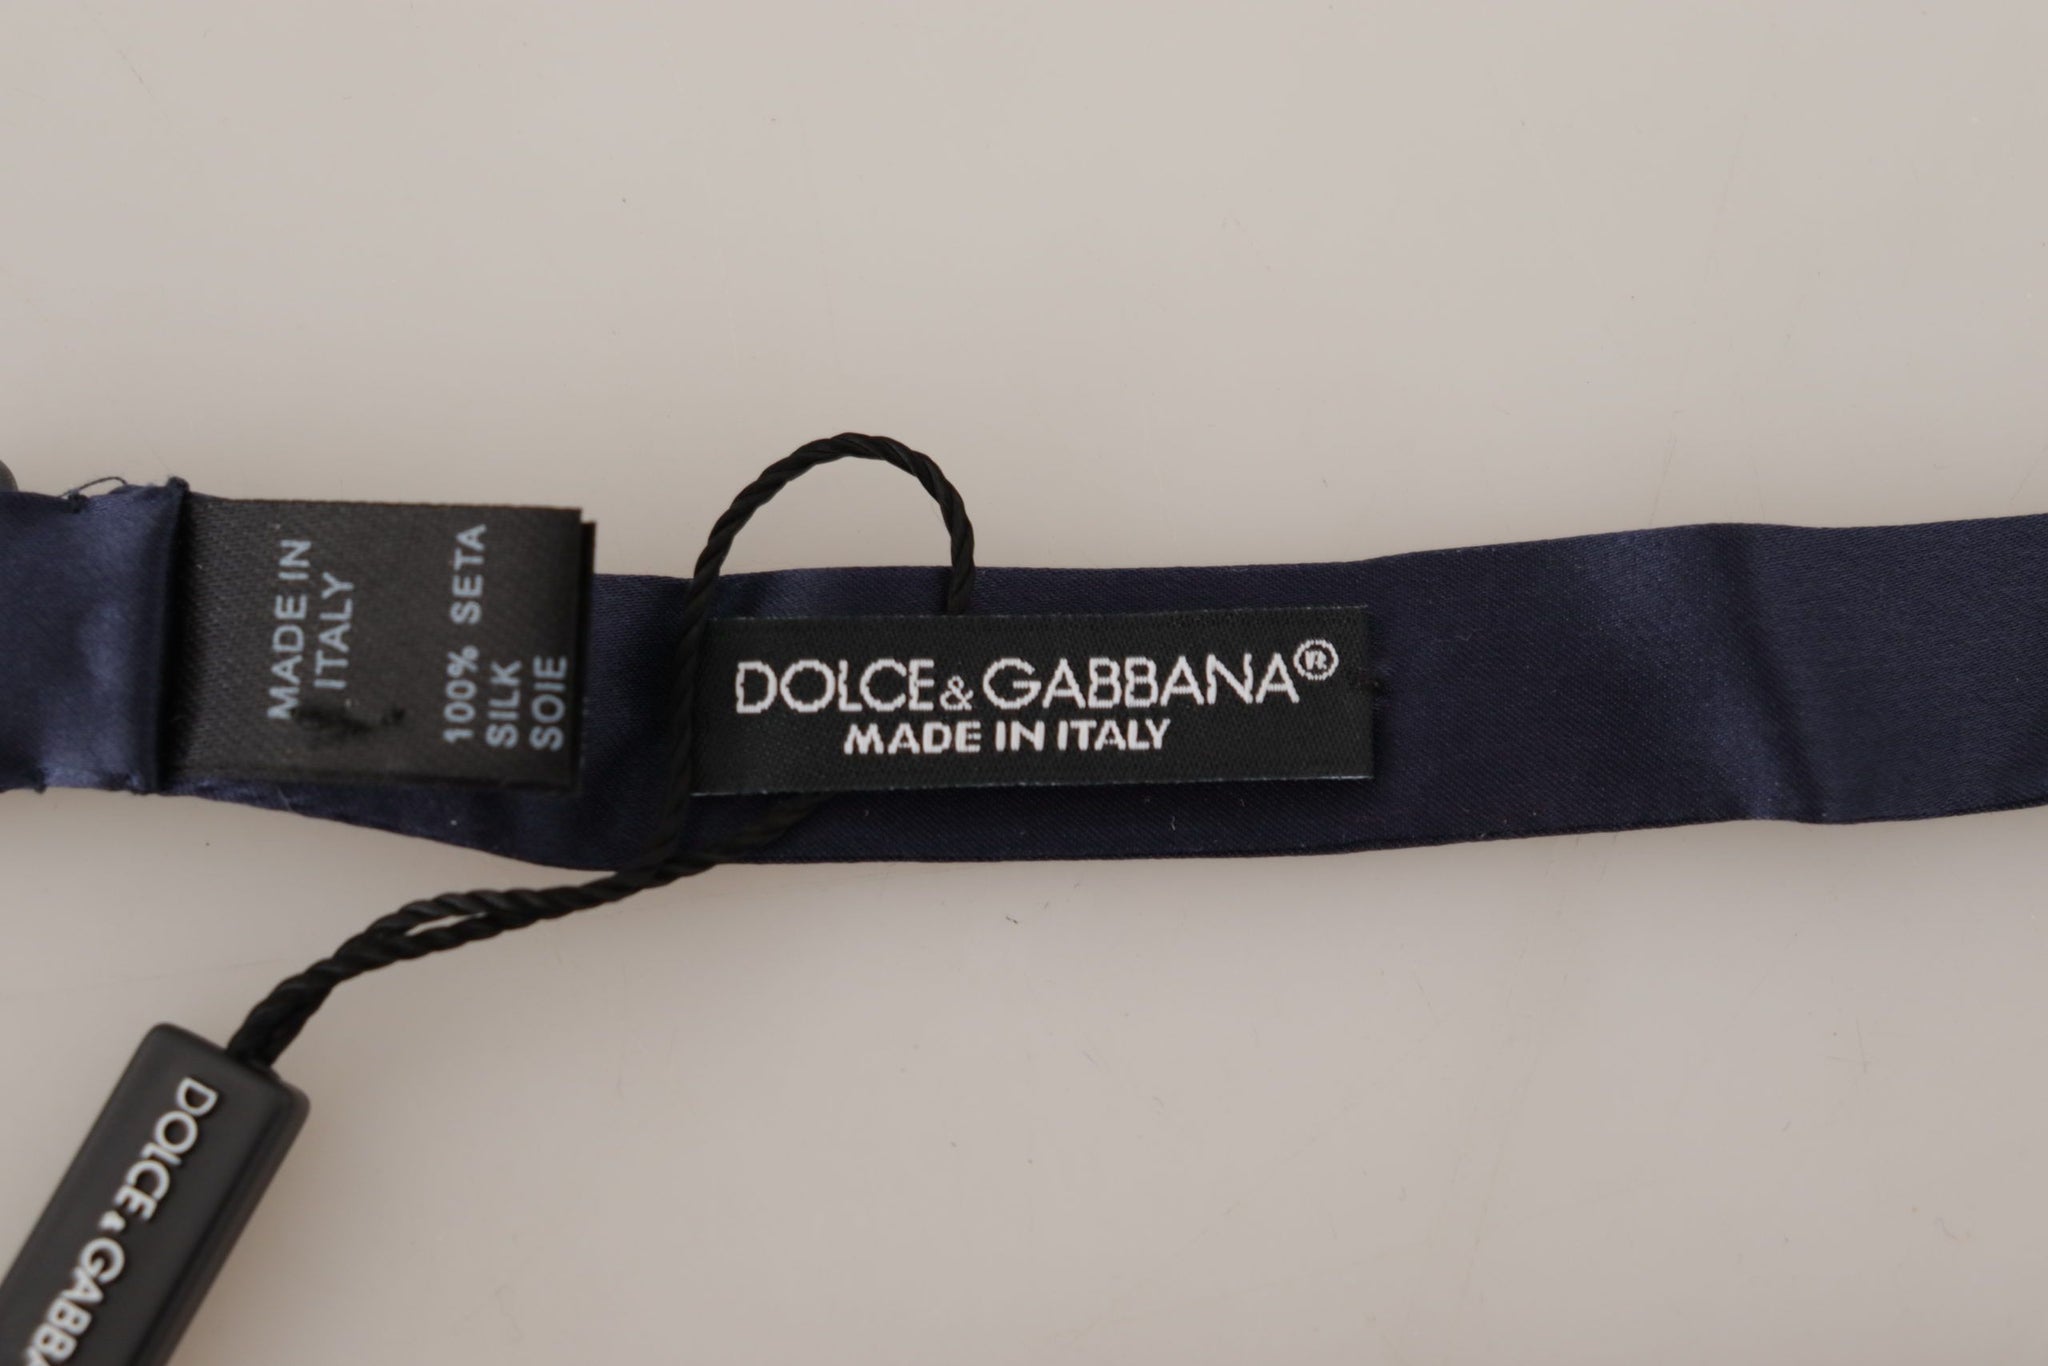 MADE IN
ITALY
100% SETA
SILK
SOIE
DOLCE & GABBANA®
MADE IN ITALY
DOLCE & GABBA